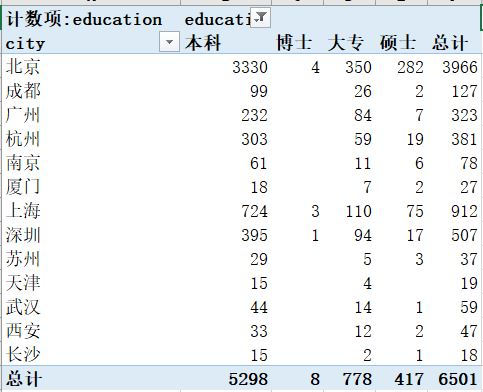 计数项:education educati
city 本科 博士 大专 硕士 总计
北京 3330 4 350 282 3966
成都 99 26 2 127
广州 232 84 7 323
杭州 303 59 19 381
南京 61 11 6 78
厦门 18 7 2 27
上海 724 3 110 75 912
深圳 395 1 94 17 507
苏州 29 5 3 37
天津 15 4 19
武汉 44 14 1 59
西安 33 12 2 47
长沙 15 2 1 18
总计 5298 8 778 417 6501